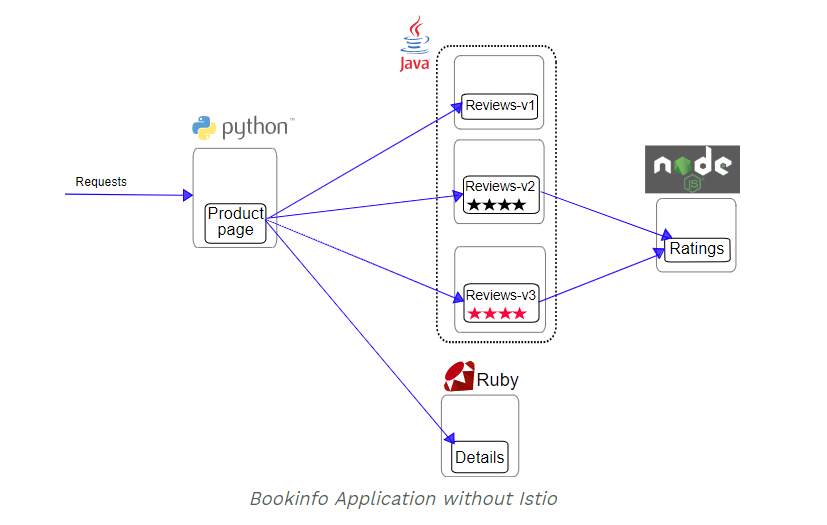 Java
Reviews-v1
python™
Requests
Product
page
Reviews-v2
★★★★
node
JS
Ratings
Reviews-v3
★★★★
Ruby
Details
Bookinfo Application without Istio